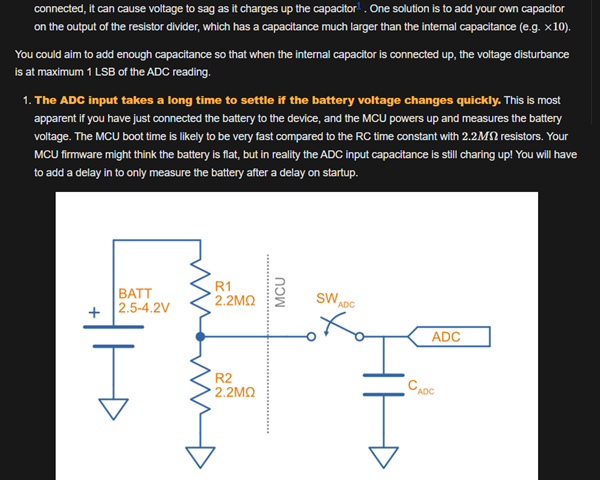 connected, it can cause voltage to sag as it charges up the capacitor1 . One solution is to add your own capacitor
on the output of the resistor divider, which has a capacitance much larger than the internal capacitance (e.g. ×10).
You could aim to add enough capacitance so that when the internal capacitor is connected up, the voltage disturbance
is at maximum 1 LSB of the ADC reading.
1. The ADC input takes a long time to settle if the battery voltage changes quickly. This is most
apparent if you have just connected the battery to the device, and the MCU powers up and measures the battery
voltage. The MCU boot time is likely to be very fast compared to the RC time constant with 2.2MΩ resistors. Your
MCU firmware might think the battery is flat, but in reality the ADC input capacitance is still charing up! You will have
to add a delay in to only measure the battery after a delay on startup.
BATT
2.5-4.2V
+
R1
2.2MΩ
MCU
SWADC
ADC
R2
2.2MΩ
CADC